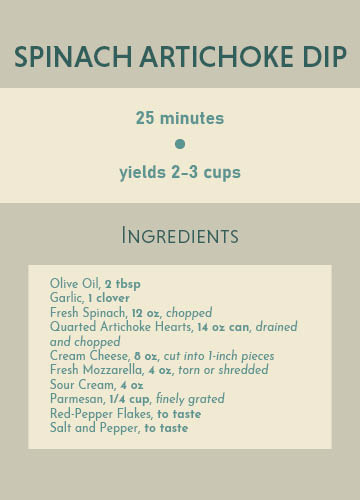 SPINACH ARTICHOKE DIP
25 minutes
yields 2-3 cups
Ingredients
Olive Oil, 2 tbsp
Garlic, 1 clover
Fresh Spinach, 12 oz, chopped
Quarted Artichoke Hearts, 14 oz can, drained
and chopped
Cream Cheese, 8 oz, cut into 1-inch pieces
Fresh Mozzarella, 4 oz, torn or shredded
Sour Cream, 4 oz
Parmesan, 1/4 cup, finely grated
Red-Pepper Flakes, to taste
Salt and Pepper, to taste